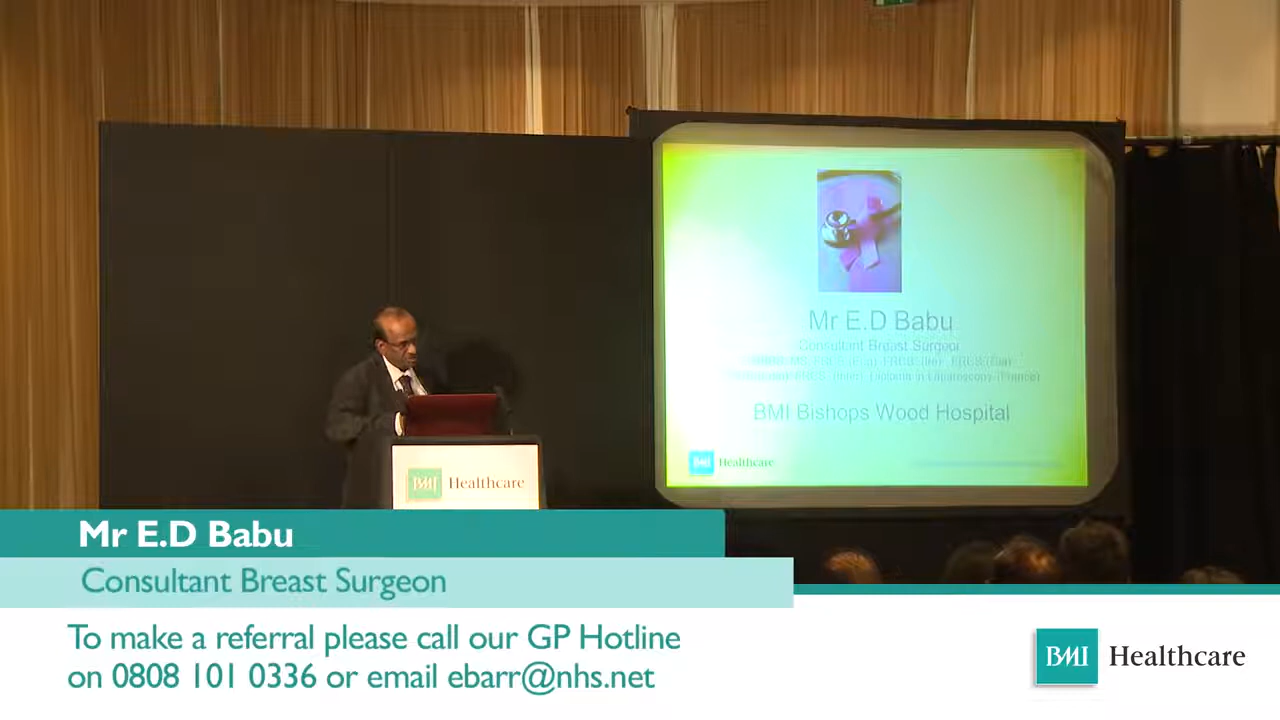 Mr E.D Babu
Consultant Breast Surgeon
BMI Bishops Wood Hospital
BMI Healthcare
BMI Healthcare
Mr E.D Babu
Consultant Breast Surgeon
To make a referral please call our GP Hotline
on 0808 101 0336 or email ebarr@nhs.net
BMI Healthcare